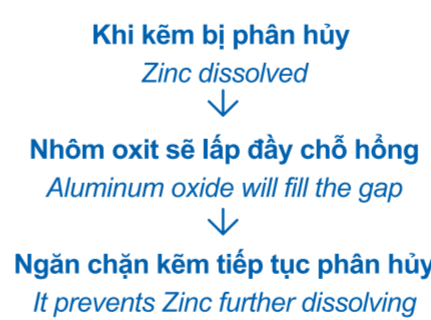 Khi kẽm bị phân hủy
Zinc dissolved
Nhôm oxit sẽ lấp đầy chỗ hổng
Aluminum oxide will fill the gap
Ngăn chặn kẽm tiếp tục phân hủy
It prevents Zinc further dissolving